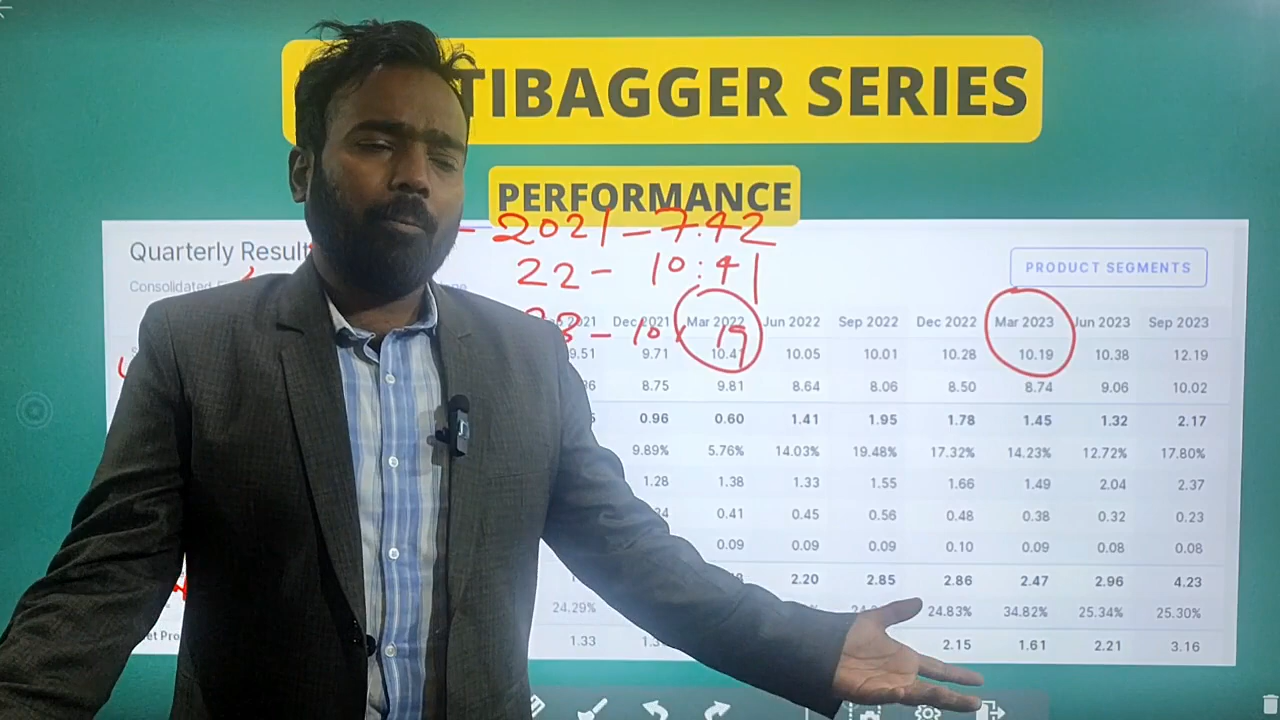 TIBAGGER SERIES
PERFORMANCE
- 2021 - 7.42
Quarterly Result
22 - 10:41
PRODUCT SEGMENTS
Consolidated
- 10.19
2021 Dec 2021 Mar 2022 Jun 2022 Sep 2022 Dec 2022 Mar 2023 Jun 2023 Sep 2023
9.51 9.71 10.41 10.05 10.01 10.28 10.19 10.38 12.19
8.75 9.81 8.64 8.06 8.50 8.74 9.06 10.02
0.96 0.60 1.41 1.95 1.78 1.45 1.32 2.17
9.89% 5.76% 14.03% 19.48% 17.32% 14.23% 12.72% 17.80%
1.28 1.38 1.33 1.55 1.66 1.49 2.04 2.37
0.41 0.45 0.56 0.48 0.38 0.32 0.23
0.09 0.09 0.09 0.10 0.09 0.08 0.08
2.20 2.85 2.86 2.47 2.96 4.23
24.29% 24.83% 34.82% 25.34% 25.30%
et Pro 1.33 2.15 1.61 2.21 3.16